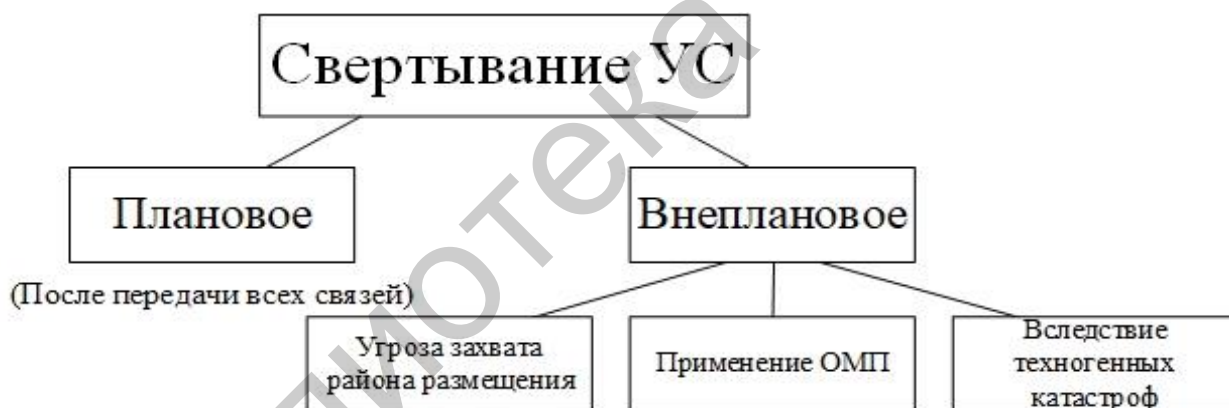 Свертывание УС
Плановое
Внеплановое
(После передачи всех связей)
Угроза захвата
района размещения
Применение ОМП
Вследствие
техногенных
катастроф